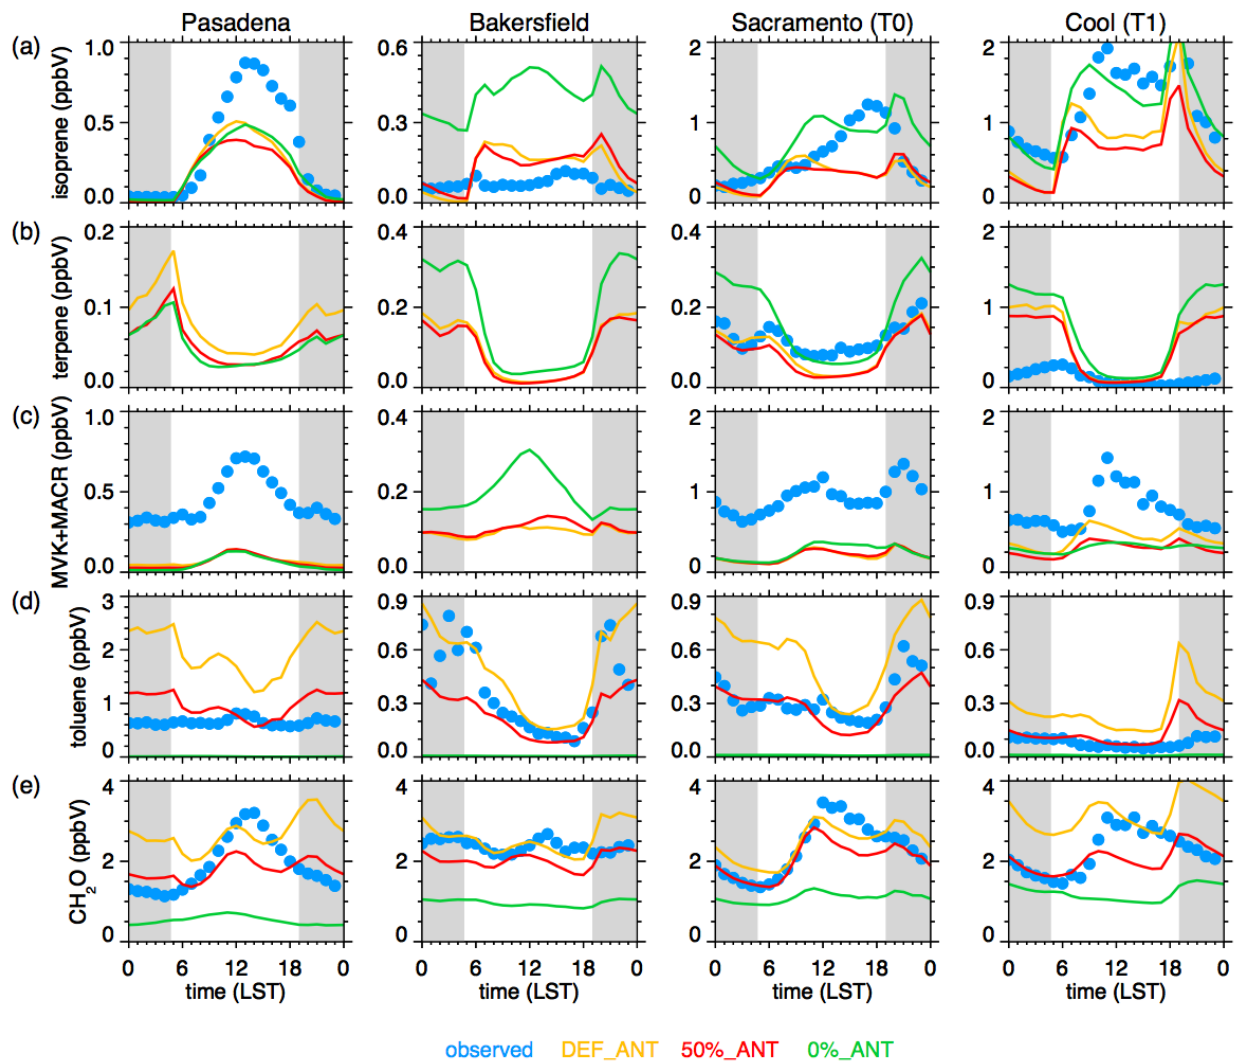 Pasadena Bakersfield Sacramento (T0) Cool (T1)
(a) isoprene (ppbV)
1.0 0.5 0.0
0.6 0.3 0.0
2 1 0
2 1 0
(b) terpene (ppbV)
0.2 0.1 0.0
0.4 0.2 0.0
0.4 0.2 0.0
2 1 0
(c) MVK+MACR (ppbV)
1.0 0.5 0.0
0.4 0.2 0.0
2 1 0
2 1 0
(d) toluene (ppbV)
3 2 1 0
0.9 0.6 0.3 0.0
0.9 0.6 0.3 0.0
0.9 0.6 0.3 0.0
(e) CH2O (ppbV)
4 2 0
4 2 0
4 2 0
4 2 0
0 6 12 18 0 0 6 12 18 0 0 6 12 18 0 0 6 12 18 0
time (LST) time (LST) time (LST) time (LST)
observed DEF_ANT 50%_ANT 0%_ANT